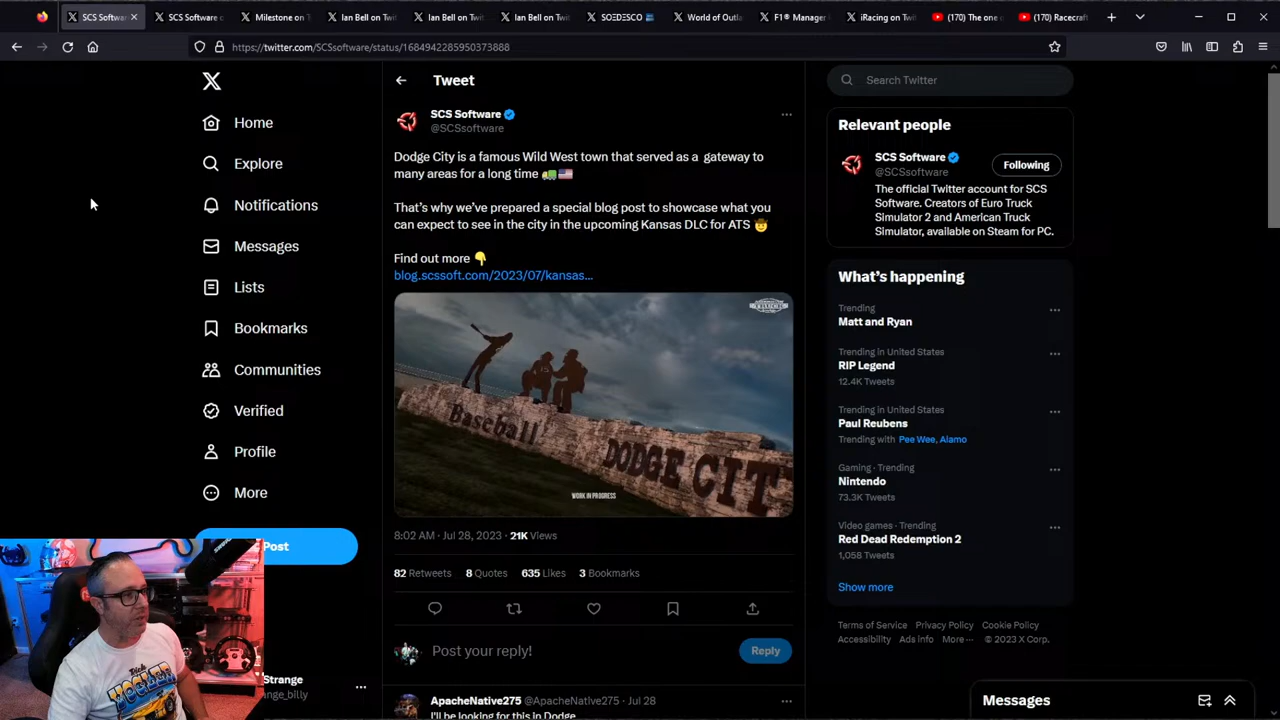 SCS Softwar
SCS Software o
Milestone on T
Ian Bell on Twi
Ian Bell on Twi
Ian Bell on Twi
SOEDESCO
World of Outla
F1® Manager
iRacing on Twi
(170) The one
(170) Racecraft
https://twitter.com/SCSsoftware/status/1684942285950373888
Home
Explore
Notifications
Messages
Lists
Bookmarks
Communities
Verified
Profile
More
Post
Strange
nge_billy
Tweet
SCS Software
@SCSsoftware
Dodge City is a famous Wild West town that served as a gateway to
many areas for a long time 🚛🇺🇸
That's why we've prepared a special blog post to showcase what you
can expect to see in the city in the upcoming Kansas DLC for ATS 🤠
Find out more 👇
blog.scssoft.com/2023/07/kansas...
Baseball
DODGE CIT
WORK IN PROGRESS
8:02 AM · Jul 28, 2023 · 21K Views
82 Retweets 8 Quotes 635 Likes 3 Bookmarks
Post your reply!
Reply
ApacheNative275 @ApacheNative275 · Jul 28
I'll be looking for this in Dodge
Search Twitter
Relevant people
SCS Software
@SCSsoftware
Following
The official Twitter account for SCS
Software. Creators of Euro Truck
Simulator 2 and American Truck
Simulator, available on Steam for PC.
What's happening
Trending
Matt and Ryan
Trending in United States
RIP Legend
12.4K Tweets
Trending in United States
Paul Reubens
Trending with Pee Wee, Alamo
Gaming · Trending
Nintendo
73.3K Tweets
Video games · Trending
Red Dead Redemption 2
1,058 Tweets
Show more
Terms of Service Privacy Policy Cookie Policy
Accessibility Ads info More ··· © 2023 X Corp.
Messages